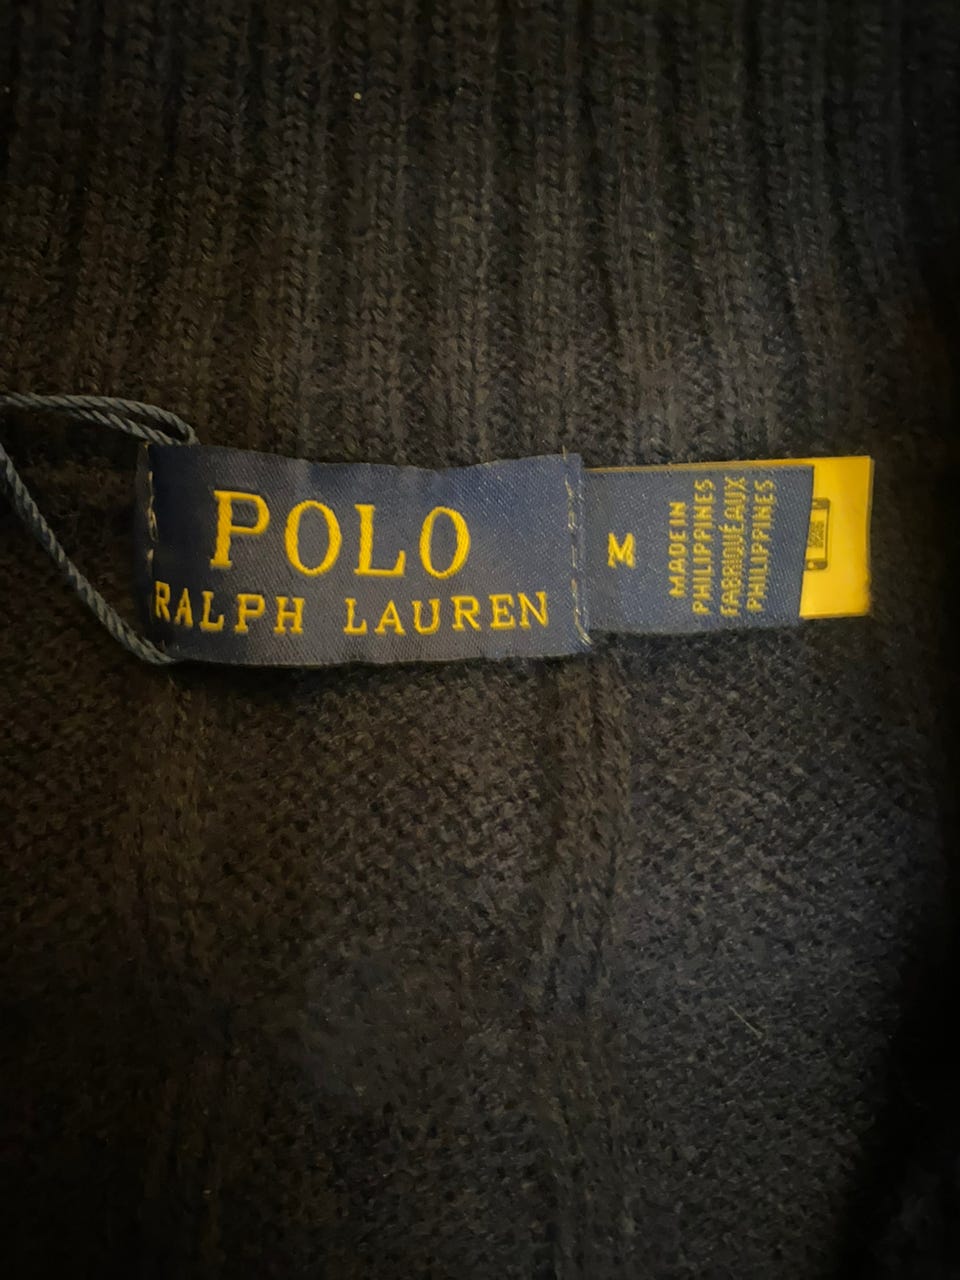 POLO
RALPH LAUREN
M
MADE IN
PHILIPPINES
FABRIQUÉ AUX
PHILIPPINES